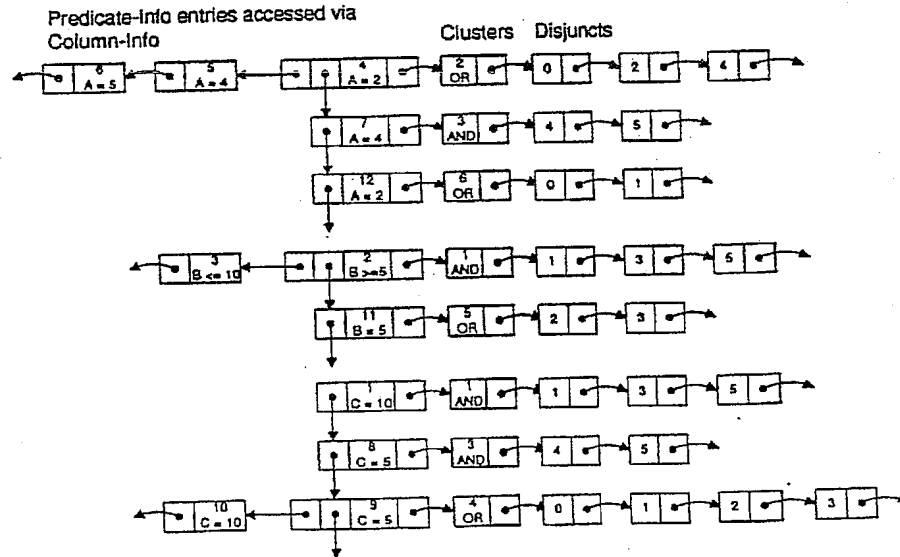 Predicate-Info entries accessed via
Column-Info
Clusters Disjuncts
6 5 4 2 0 2 4
A = 5 A = 4 A = 2 OR
7 3 4 5
A = 4 AND
12 6 0 1
A = 2 OR
3 2 1 1 3 5
B <= 10 B >= 5 AND
11 5 2 3
B = 5 OR
1 1 1 3 5
C = 10 AND
8 3 4 5
C = 5 AND
10 9 4 0 1 2 3
C = 10 C = 5 OR